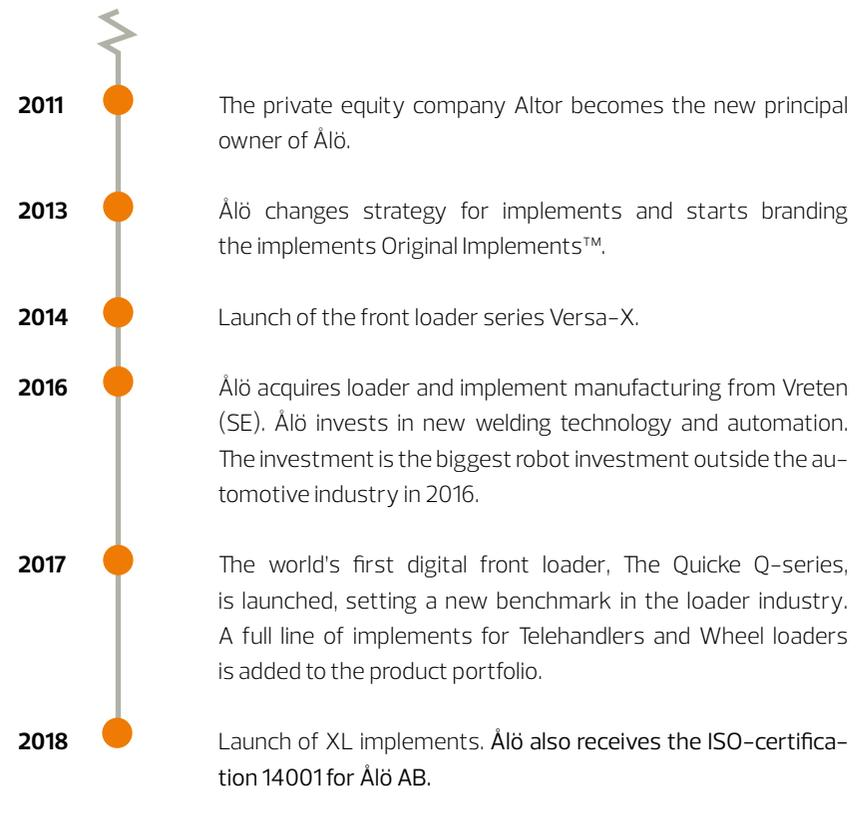 2011 The private equity company Altor becomes the new principal
owner of Ålö.
2013 Ålö changes strategy for implements and starts branding
the implements Original Implements™.
2014 Launch of the front loader series Versa-X.
2016 Ålö acquires loader and implement manufacturing from Vreten
(SE). Ålö invests in new welding technology and automation.
The investment is the biggest robot investment outside the au-
tomotive industry in 2016.
2017 The world's first digital front loader, The Quicke Q-series,
is launched, setting a new benchmark in the loader industry.
A full line of implements for Telehandlers and Wheel loaders
is added to the product portfolio.
2018 Launch of XL implements. Ålö also receives the ISO-certifica-
tion 14001 for Ålö AB.